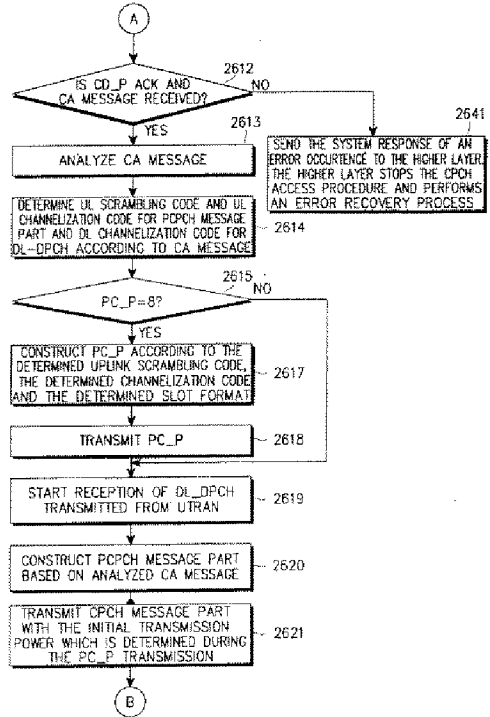 A
2612
IS CD_P ACK AND
CA MESSAGE RECEIVED?
NO
YES
2613
2641
ANALYZE CA MESSAGE
SEND THE SYSTEM RESPONSE OF AN
ERROR OCCURTENCE TO THE HIGHER LAYER.
THE HIGHER LAYER STOPS THE CPCH
ACCESS PROCEDURE AND PERFORMS
AN ERROR RECOVERY PROCESS
DETERMINE UL SCRAMBLING CODE AND UL
CHANNELIZATION CODE FOR PCPCH MESSAGE
PART AND DL CHANNELIZATION CODE FOR
DL-DPCH ACCORDING TO CA MESSAGE
2614
2615
PC_P=8?
NO
YES
CONSTRUCT PC_P ACCORDING TO THE
DETERMINED UPLINK SCRAMBLING CODE,
THE DETERMINED CHANNELIZATION CODE
AND THE DETERMINED SLOT FORMAT
2617
TRANSMIT PC_P
2618
START RECEPTION OF DL_DPCH
TRANSMITTED FROM UTRAN
2619
CONSTRUCT PCPCH MESSAGE PART
BASED ON ANALYZED CA MESSAGE
2620
TRANSMIT CPCH MESSAGE PART
WITH THE INITIAL TRANSMISSION
POWER WHICH IS DETERMINED DURING
THE PC_P TRANSMISSION
2621
B